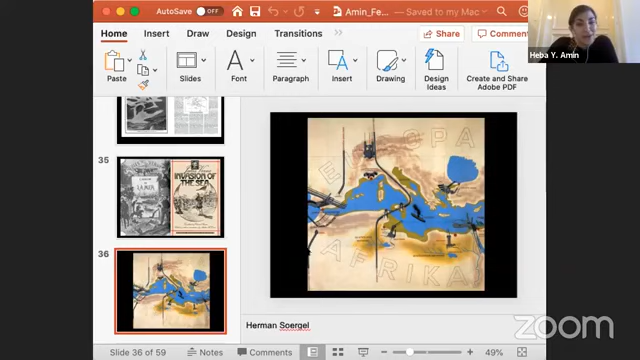 AutoSave OFF Amin_Fe... — Saved to my Mac
Home Insert Draw Design Transitions Share Comments
Paste Slides Font Paragraph Insert Drawing Design Ideas Create and Share Adobe PDF
Heba Y. Amin
35
INVASION OF THE SEA
36
EUROPA
AFRIKA
Herman Soergel
Slide 36 of 59 Notes Comments 49%
zoom